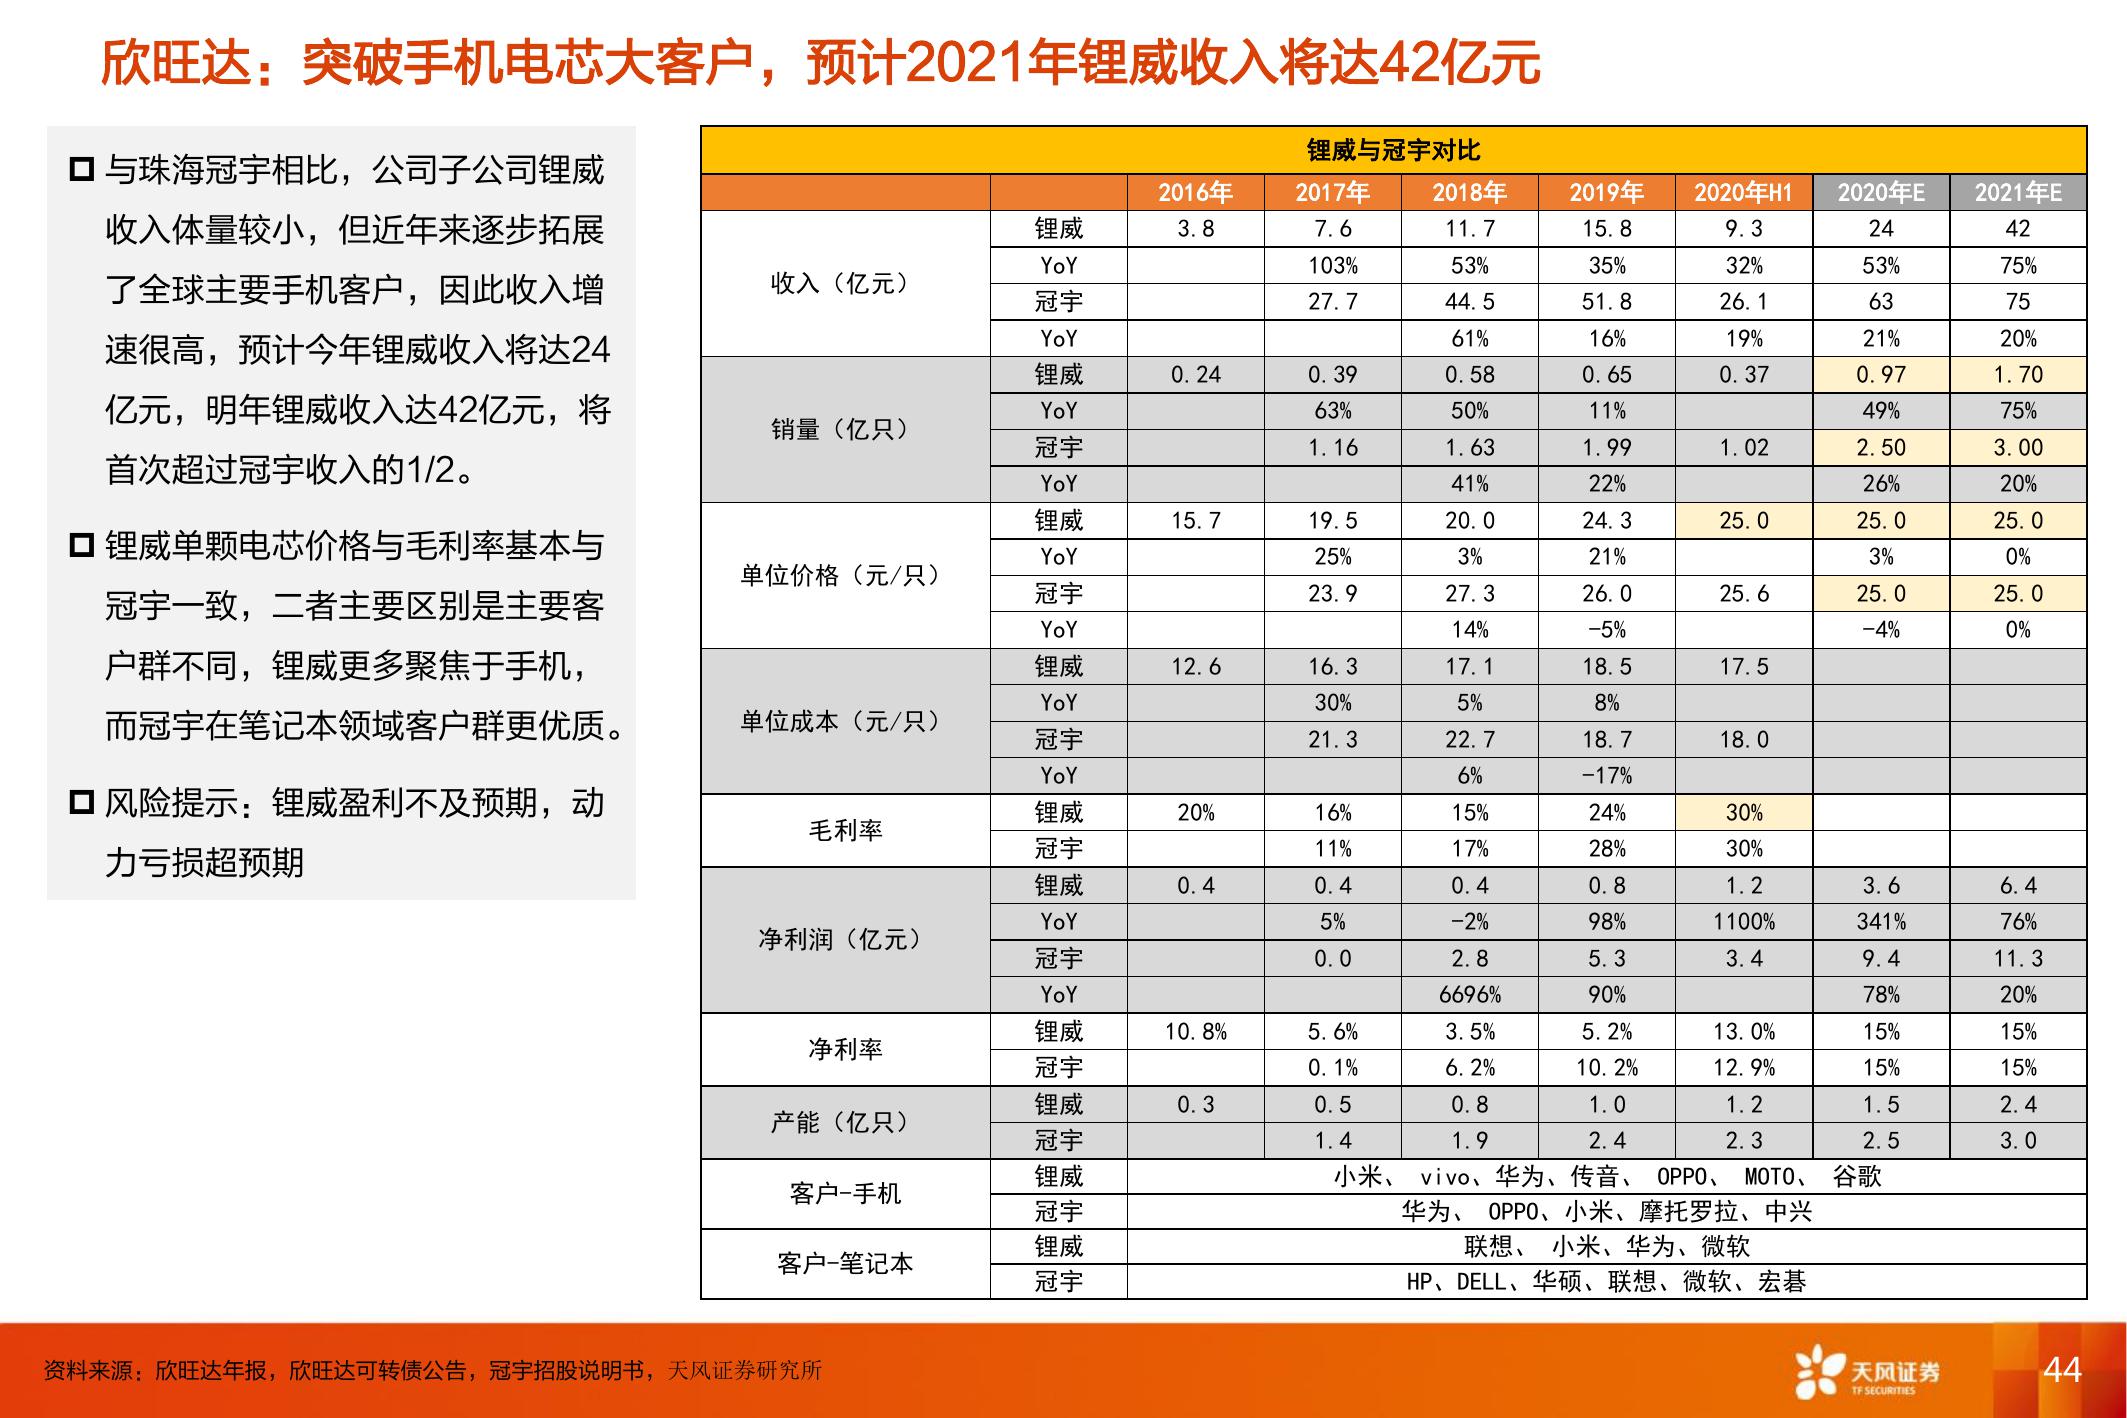 欣旺达：突破手机电芯大客户，预计2021年锂威收入将达42亿元
与珠海冠宇相比，公司子公司锂威
收入体量较小，但近年来逐步拓展
了全球主要手机客户，因此收入增
速很高，预计今年锂威收入将达24
亿元，明年锂威收入达42亿元，将
首次超过冠宇收入的1/2。
锂威单颗电芯价格与毛利率基本与
冠宇一致，二者主要区别是主要客
户群不同，锂威更多聚焦于手机，
而冠宇在笔记本领域客户群更优质。
风险提示：锂威盈利不及预期，动
力亏损超预期
锂威与冠宇对比
2016年 2017年 2018年 2019年 2020年H1 2020年E 2021年E
收入（亿元）
锂威 3.8 7.6 11.7 15.8 9.3 24 42
YoY 103% 53% 35% 32% 53% 75%
冠宇 27.7 44.5 51.8 26.1 63 75
YoY 61% 16% 19% 21% 20%
销量（亿只）
锂威 0.24 0.39 0.58 0.65 0.37 0.97 1.70
YoY 63% 50% 11% 49% 75%
冠宇 1.16 1.63 1.99 1.02 2.50 3.00
YoY 41% 22% 26% 20%
单位价格（元/只）
锂威 15.7 19.5 20.0 24.3 25.0 25.0 25.0
YoY 25% 3% 21% 3% 0%
冠宇 23.9 27.3 26.0 25.6 25.0 25.0
YoY 14% -5% -4% 0%
单位成本（元/只）
锂威 12.6 16.3 17.1 18.5 17.5
YoY 30% 5% 8%
冠宇 21.3 22.7 18.7 18.0
YoY 6% -17%
毛利率
锂威 20% 16% 15% 24% 30%
冠宇 11% 17% 28% 30%
净利润（亿元）
锂威 0.4 0.4 0.4 0.8 1.2 3.6 6.4
YoY 5% -2% 98% 1100% 341% 76%
冠宇 0.0 2.8 5.3 3.4 9.4 11.3
YoY 6696% 90% 78% 20%
净利率
锂威 10.8% 5.6% 3.5% 5.2% 13.0% 15% 15%
冠宇 0.1% 6.2% 10.2% 12.9% 15% 15%
产能（亿只）
锂威 0.3 0.5 0.8 1.0 1.2 1.5 2.4
冠宇 1.4 1.9 2.4 2.3 2.5 3.0
客户-手机
锂威 小米、 vivo、华为、传音、 OPPO、 MOTO、 谷歌
冠宇 华为、 OPPO、小米、摩托罗拉、中兴
客户-笔记本
锂威 联想、 小米、华为、微软
冠宇 HP、DELL、华硕、联想、微软、宏碁
资料来源：欣旺达年报，欣旺达可转债公告，冠宇招股说明书，天风证券研究所
天风证券
TF SECURITIES
44